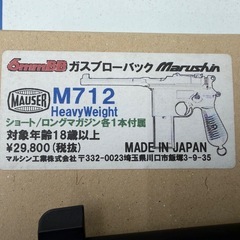 6mmBB ガスブローバック Marushin
MAUSER M712
HeavyWeight
ショート/ロングマガジン各1本付属
対象年齢18歳以上
¥29,800(税抜) MADE IN JAPAN
マルシン工業株式会社 〒332-0023埼玉県川口市飯塚3-9-35